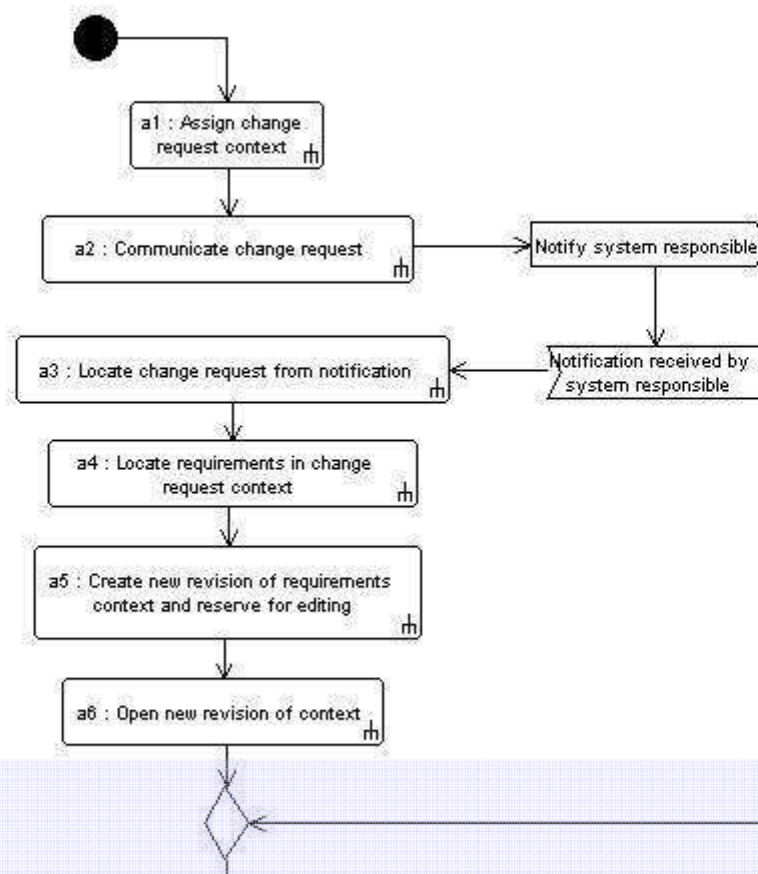 a1 : Assign change
request context
a2 : Communicate change request
Notify system responsible
Notification received by
system responsible
a3 : Locate change request from notification
a4 : Locate requirements in change
request context
a5 : Create new revision of requirements
context and reserve for editing
a6 : Open new revision of context